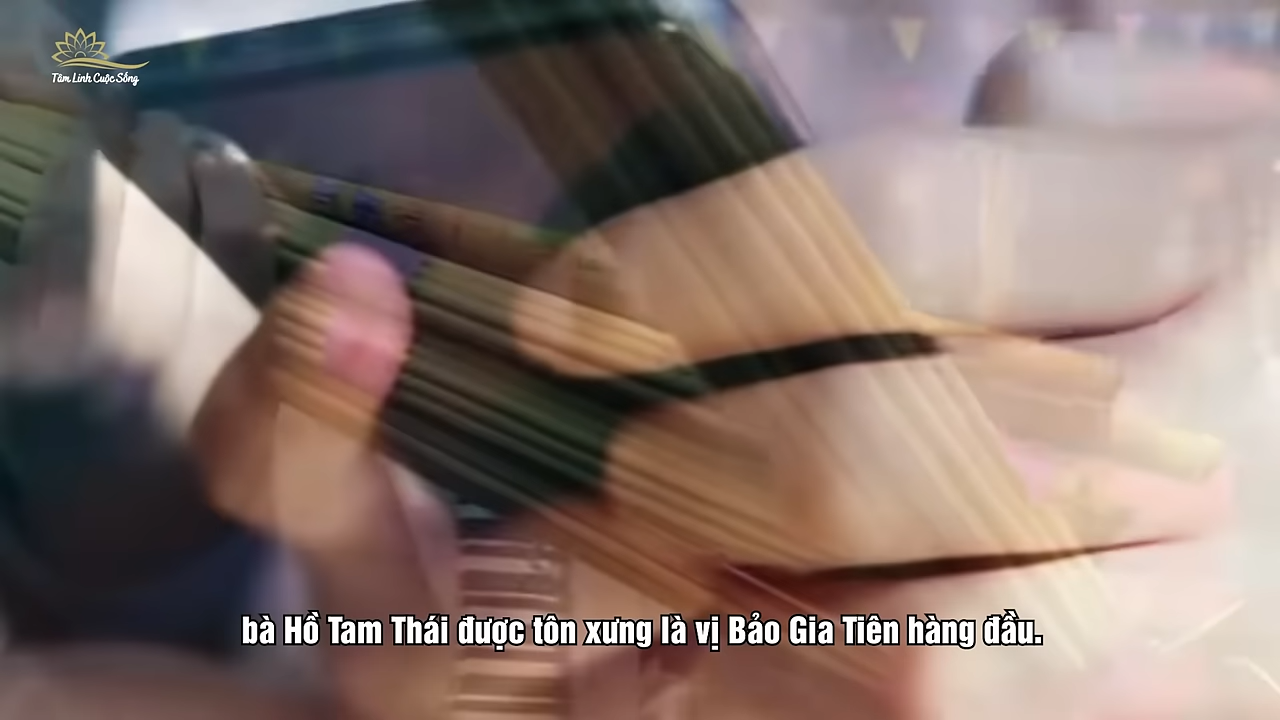 Tâm Linh Cuộc Sống
bà Hồ Tam Thái được tôn xưng là vị Bảo Gia Tiên hàng đầu.